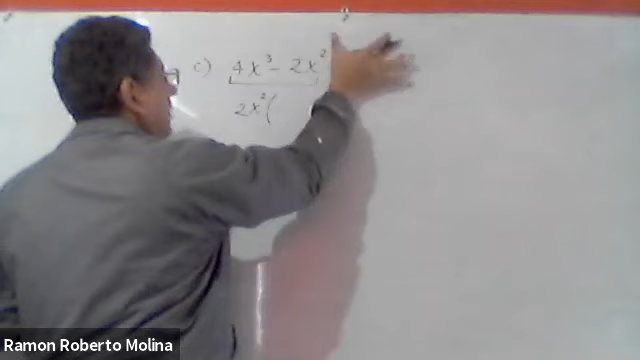 c) 4x³ - 2x²
2x²(
Ramon Roberto Molina